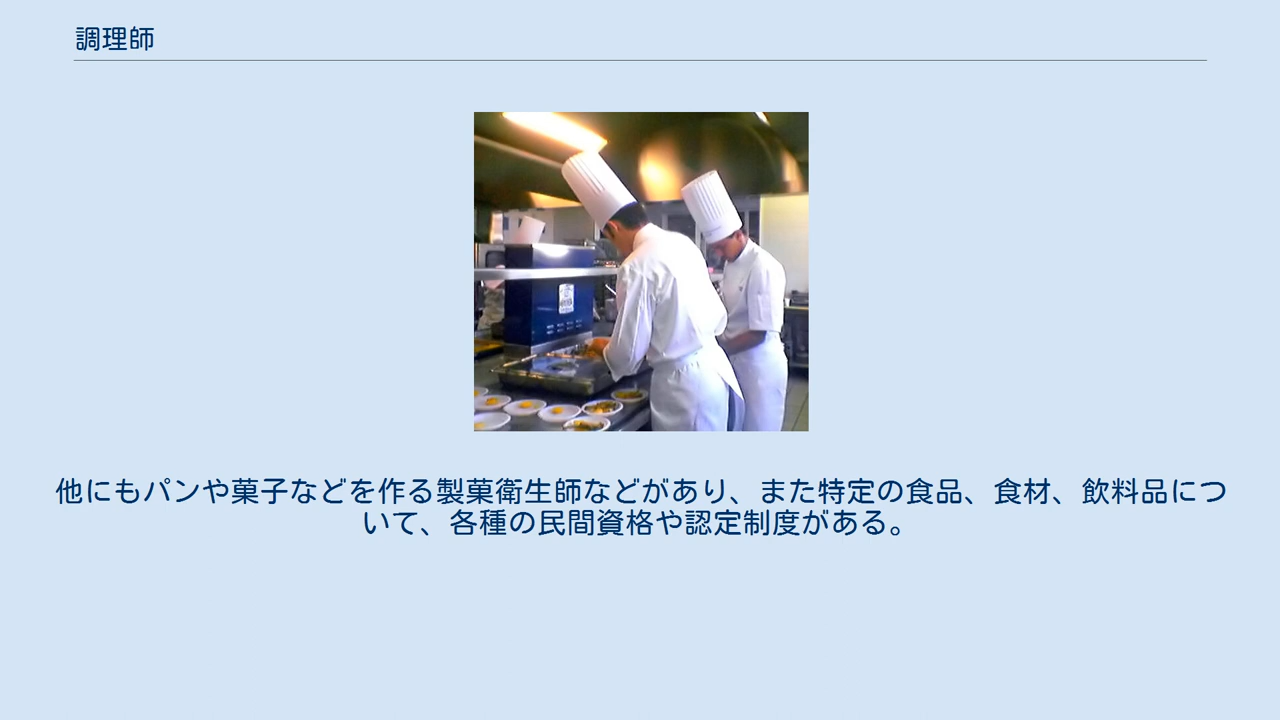 調理師
他にもパンや菓子などを作る製菓衛生師などがあり、また特定の食品、食材、飲料品につ
いて、各種の民間資格や認定制度がある。